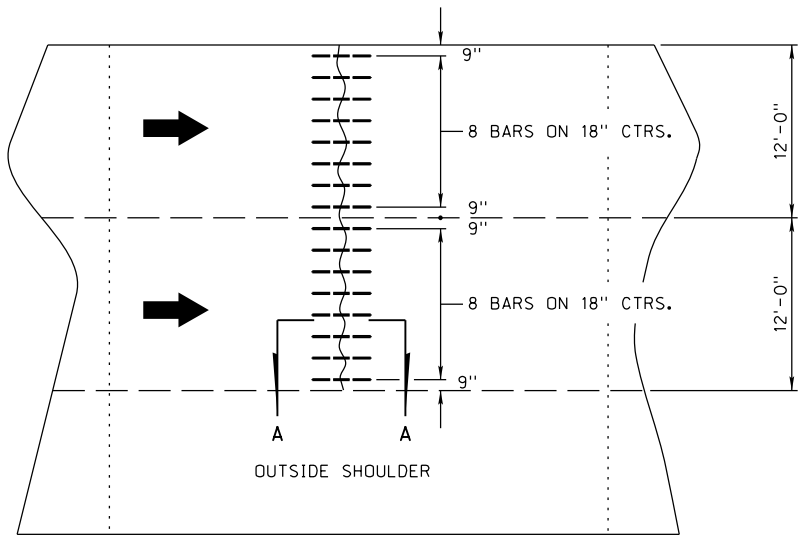 9"
8 BARS ON 18" CTRS.
12'-0"
9"
9"
8 BARS ON 18" CTRS.
12'-0"
9"
A A
OUTSIDE SHOULDER